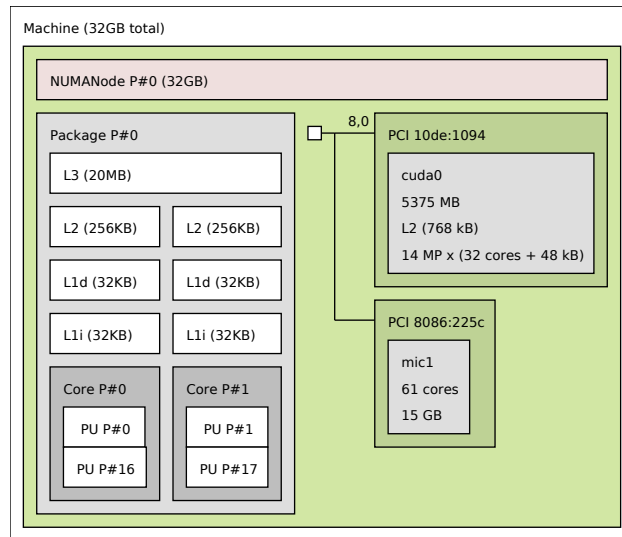 Machine (32GB total)
NUMANode P#0 (32GB)
Package P#0
L3 (20MB)
L2 (256KB)
L2 (256KB)
L1d (32KB)
L1d (32KB)
L1i (32KB)
L1i (32KB)
Core P#0
Core P#1
PU P#0
PU P#1
PU P#16
PU P#17
8,0
PCI 10de:1094
cuda0
5375 MB
L2 (768 kB)
14 MP x (32 cores + 48 kB)
PCI 8086:225c
mic1
61 cores
15 GB